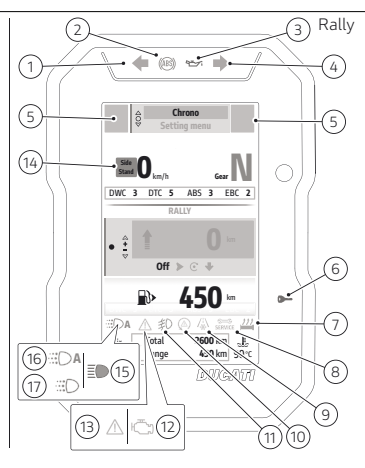 Rally
2
3
1
ABS
4
5
Chrono
Setting menu
5
14
Side
Stand
0 km/h
Gear N
DWC 3 DTC 5 ABS 3 EBC 2
RALLY
0 km
Off
6
450 km
7
A
SERVICE
16
A
15
Total 2600 km
450 km 90°C
8
17
DUCATI
9
13
12
11
10